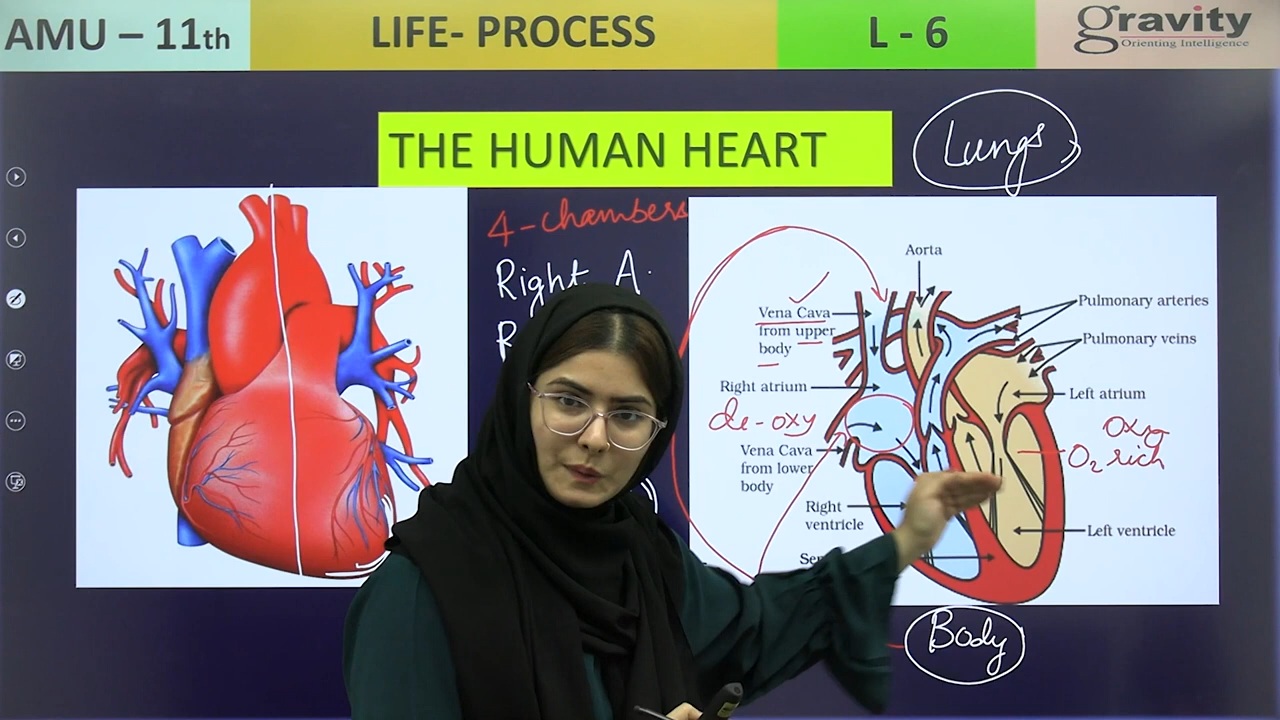 AMU – 11th
LIFE- PROCESS
L - 6
gravity
Orienting Intelligence
THE HUMAN HEART
Lungs
4-chambers
Right A.
R
Aorta
Vena Cava
from upper
body
Pulmonary arteries
Pulmonary veins
Right atrium
Left atrium
de-oxy
Oxy
O₂ rich
Vena Cava
from lower
body
Right
ventricle
Left ventricle
Se
Body